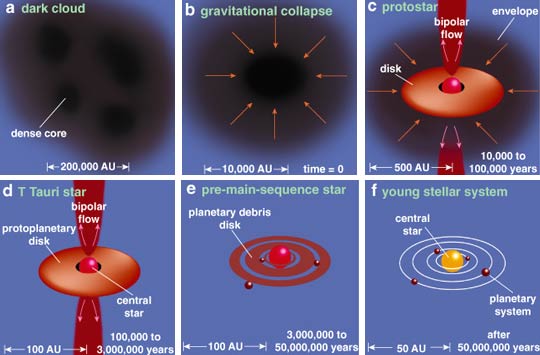 a dark cloud
dense core
200,000 AU
b gravitational collapse
10,000 AU
time = 0
c protostar
envelope
bipolar
flow
disk
500 AU
10,000 to
100,000 years
d T Tauri star
bipolar
flow
protoplanetary
disk
central
star
100 AU
100,000 to
3,000,000 years
e pre-main-sequence star
planetary debris
disk
100 AU
3,000,000 to
50,000,000 years
f young stellar system
central
star
planetary
system
50 AU
after
50,000,000 years